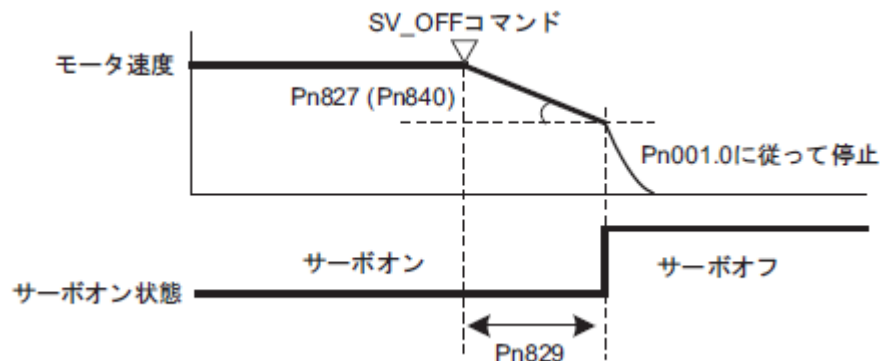 SV_OFFコマンド
モータ速度
Pn827 (Pn840)
Pn001.0に従って停止
サーボオン
サーボオフ
サーボオン状態
Pn829